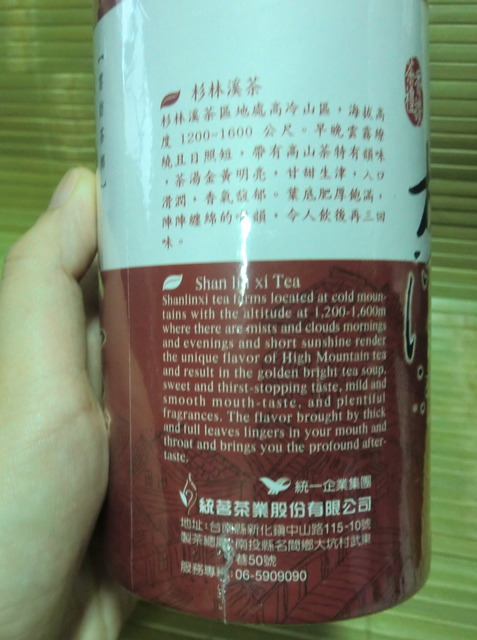 杉林溪茶
杉林溪茶區地處高冷山區，海拔高
度 1200-1600 公尺。早晚雲霧繚
繞且日照短，帶有高山茶特有韻味
，茶湯金黃明亮，甘甜生津，入口
滑潤，香氣馥郁。葉底肥厚飽滿，
陣陣纏綿的 韻，令人飲後再三回
味。
Shan lin xi Tea
Shanlinxi tea farms located at cold moun-
tains with the altitude at 1,200-1,600m
where there are mists and clouds mornings
and evenings and short sunshine render
the unique flavor of High Mountain tea
and result in the golden bright tea soup,
sweet and thirst-stopping taste, mild and
smooth mouth-taste, and plentiful
fragrances. The flavor brought by thick
and full leaves lingers in your mouth and
throat and brings you the profound after-
taste.
統一企業集團
統茗茶業股份有限公司
地址:台南縣新化鎮中山路115-10號
製茶總廠:南投縣名間鄉大坑村武東
巷50號
服務專線:06-5909090